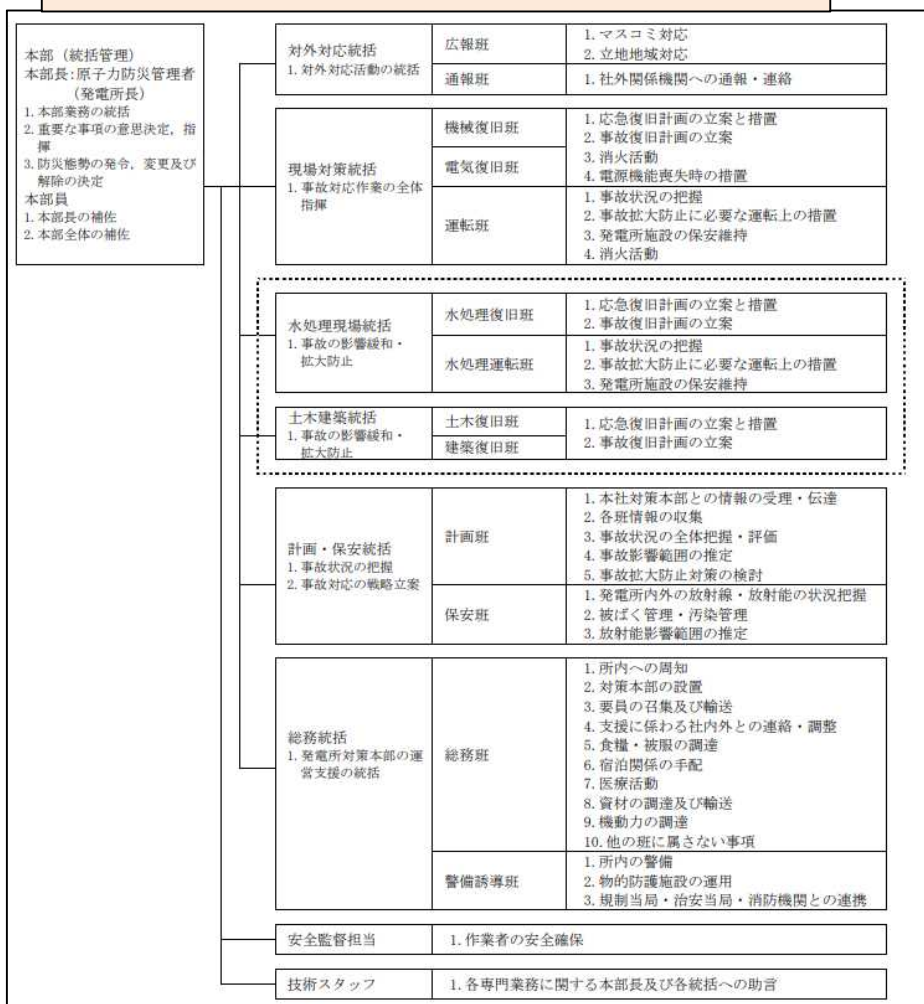 本部（統括管理）
本部長：原子力防災管理者
（発電所長）
1. 本部業務の統括
2. 重要な事項の意思決定，指
揮
3. 防災態勢の発令，変更及び
解除の決定
本部員
1. 本部長の補佐
2. 本部全体の補佐
対外対応統括
1. 対外対応活動の統括
広報班
1. マスコミ対応
2. 立地地域対応
通報班
1. 社外関係機関への通報・連絡
現場対策統括
1. 事故対応作業の全体
指揮
機械復旧班
電気復旧班
1. 応急復旧計画の立案と措置
2. 事故復旧計画の立案
3. 消火活動
4. 電源機能喪失時の措置
運転班
1. 事故状況の把握
2. 事故拡大防止に必要な運転上の措置
3. 発電所施設の保安維持
4. 消火活動
水処理現場統括
1. 事故の影響緩和・
拡大防止
水処理復旧班
1. 応急復旧計画の立案と措置
2. 事故復旧計画の立案
水処理運転班
1. 事故状況の把握
2. 事故拡大防止に必要な運転上の措置
3. 発電所施設の保安維持
土木建築統括
1. 事故の影響緩和・
拡大防止
土木復旧班
建築復旧班
1. 応急復旧計画の立案と措置
2. 事故復旧計画の立案
計画・保安統括
1. 事故状況の把握
2. 事故対応の戦略立案
計画班
1. 本社対策本部との情報の受理・伝達
2. 各班情報の収集
3. 事故状況の全体把握・評価
4. 事故影響範囲の推定
5. 事故拡大防止対策の検討
保安班
1. 発電所内外の放射線・放射能の状況把握
2. 被ばく管理・汚染管理
3. 放射能影響範囲の推定
総務統括
1. 発電所対策本部の運
営支援の統括
総務班
1. 所内への周知
2. 対策本部の設置
3. 要員の召集及び輸送
4. 支援に係わる社内外との連絡・調整
5. 食糧・被服の調達
6. 宿泊関係の手配
7. 医療活動
8. 資材の調達及び輸送
9. 機動力の調達
10. 他の班に属さない事項
警備誘導班
1. 所内の警備
2. 物的防護施設の運用
3. 規制当局・治安当局・消防機関との連携
安全監督担当
1. 作業者の安全確保
技術スタッフ
1. 各専門業務に関する本部長及び各統括への助言